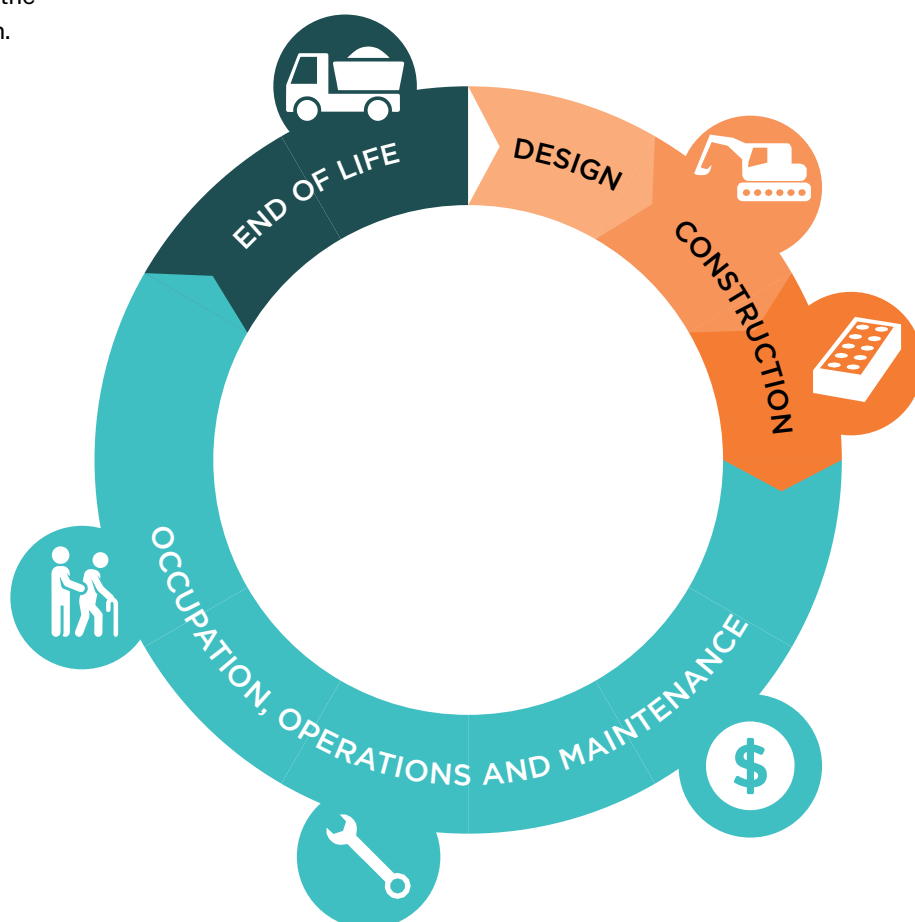 the
DESIGN
CONSTRUCTION
OCCUPATION, OPERATIONS AND MAINTENANCE
$
END OF LIFE